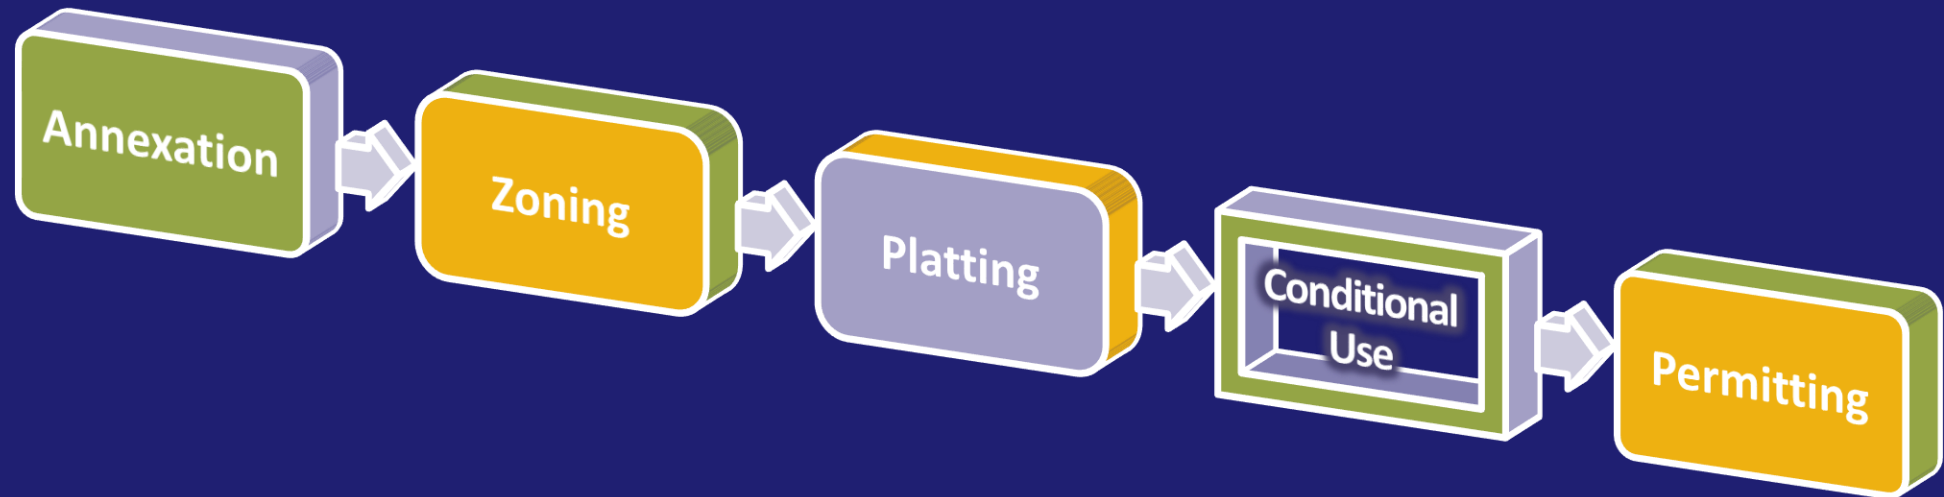 Annexation
Zoning
Platting
Conditional
Use
Permitting